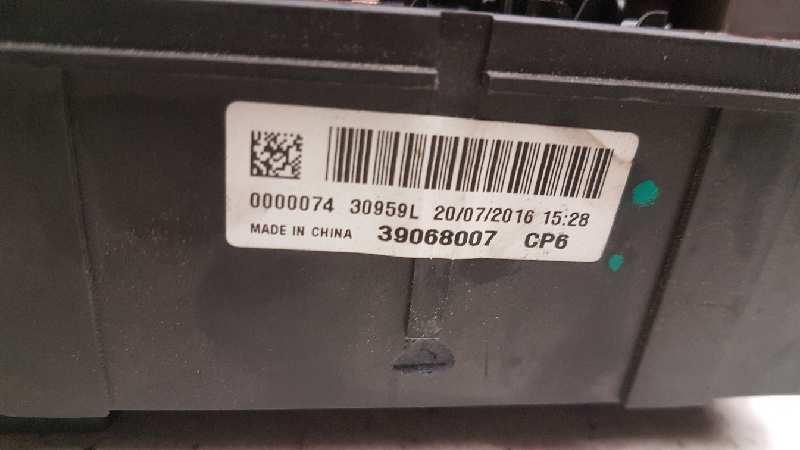 0000074 30959L 20/07/2016 15:28
MADE IN CHINA 39068007 CP6